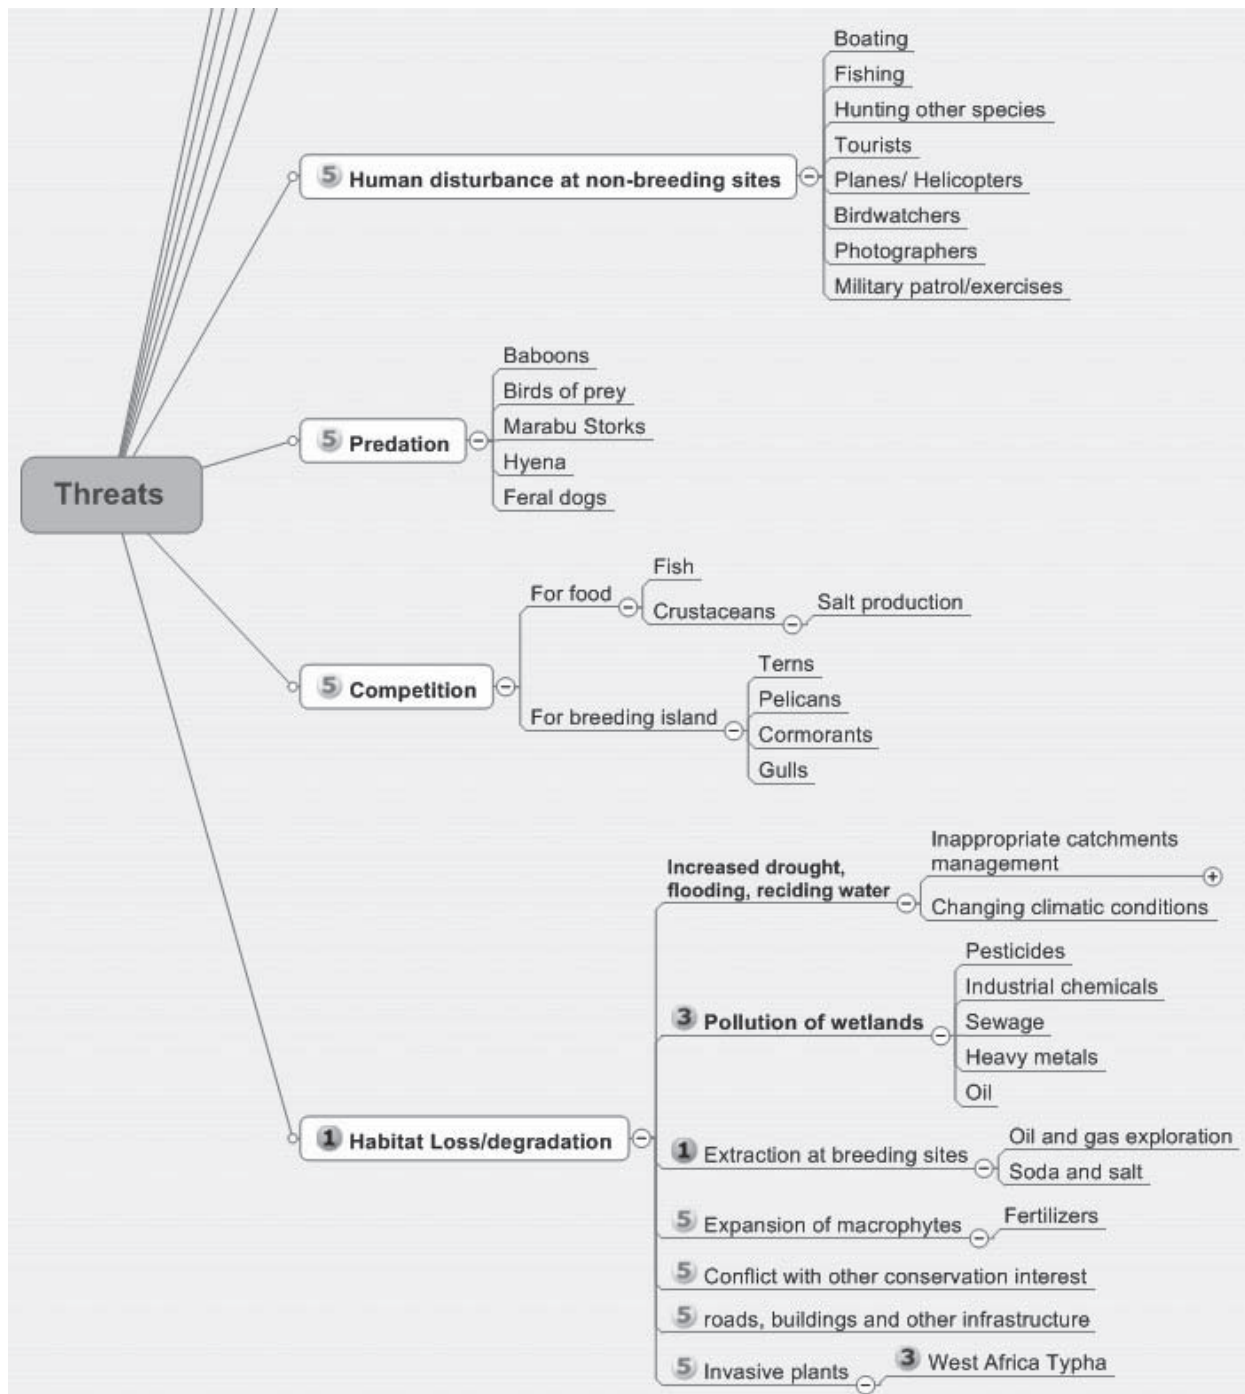 Boating
Fishing
Hunting other species
Tourists
5 Human disturbance at non-breeding sites
Planes/ Helicopters
Birdwatchers
Photographers
Military patrol/exercises
Baboons
Birds of prey
Marabu Storks
5 Predation
Hyena
Feral dogs
Threats
Fish
For food
Crustaceans
Salt production
Terns
5 Competition
Pelicans
For breeding island
Cormorants
Gulls
Inappropriate catchments
management
Increased drought,
flooding, reciding water
Changing climatic conditions
Pesticides
Industrial chemicals
3 Pollution of wetlands
Sewage
Heavy metals
Oil
1 Habitat Loss/degradation
Oil and gas exploration
1 Extraction at breeding sites
Soda and salt
5 Expansion of macrophytes
Fertilizers
5 Conflict with other conservation interest
5 roads, buildings and other infrastructure
5 Invasive plants
3 West Africa Typha